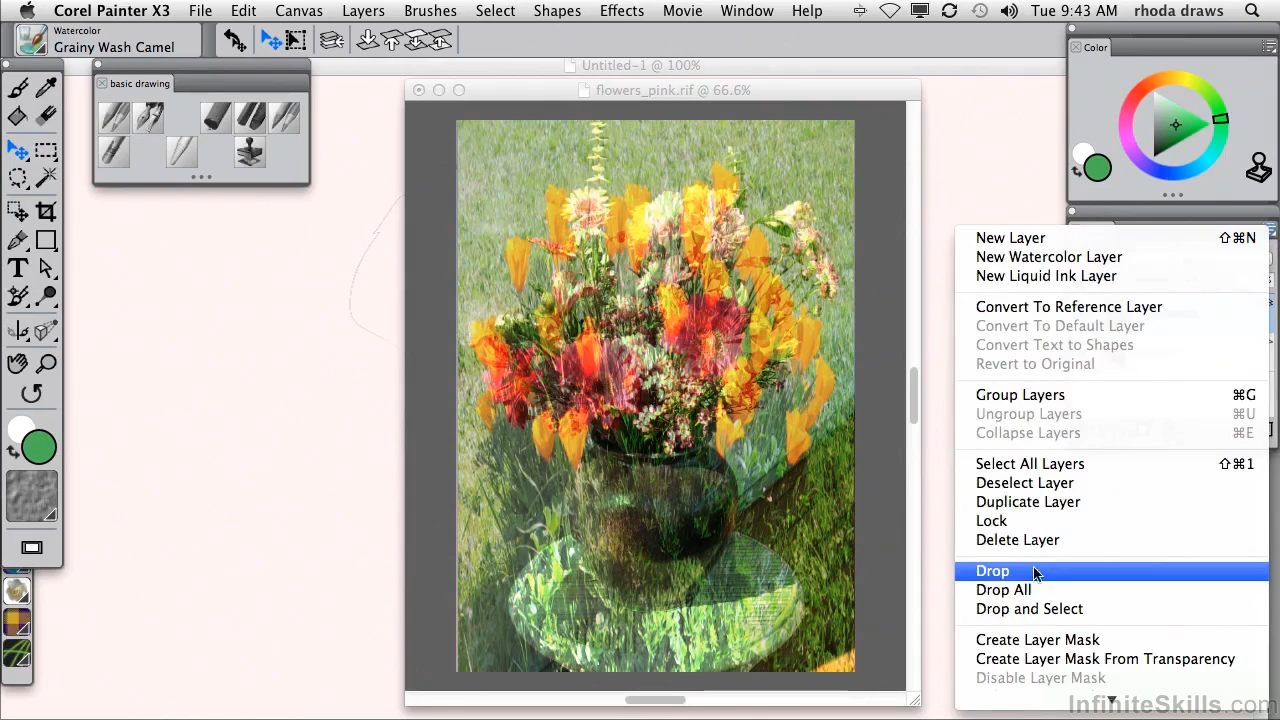 Corel Painter X3 File Edit Canvas Layers Brushes Select Shapes Effects Movie Window Help Tue 9:43 AM rhoda draws
Watercolor
Grainy Wash Camel
Untitled-1 @ 100%
Color
basic drawing
flowers_pink.rif @ 66.6%
New Layer ⇧⌘N
New Watercolor Layer
New Liquid Ink Layer
Convert To Reference Layer
Convert To Default Layer
Convert Text to Shapes
Revert to Original
Group Layers ⌘G
Ungroup Layers ⌘U
Collapse Layers ⌘E
Select All Layers ⇧⌘1
Deselect Layer
Duplicate Layer
Lock
Delete Layer
Drop
Drop All
Drop and Select
Create Layer Mask
Create Layer Mask From Transparency
Disable Layer Mask
InfiniteSkills.com